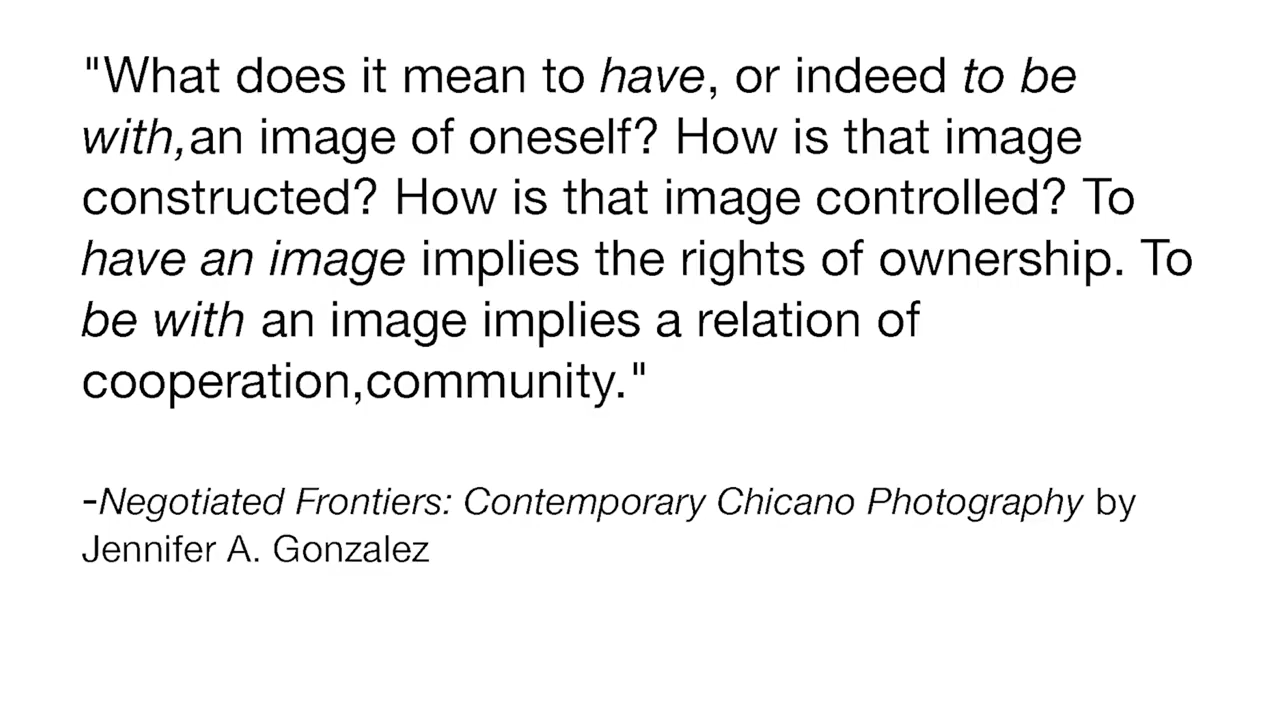 "What does it mean to have, or indeed to be
with,an image of oneself? How is that image
constructed? How is that image controlled? To
have an image implies the rights of ownership. To
be with an image implies a relation of
cooperation,community."
-Negotiated Frontiers: Contemporary Chicano Photography by
Jennifer A. Gonzalez